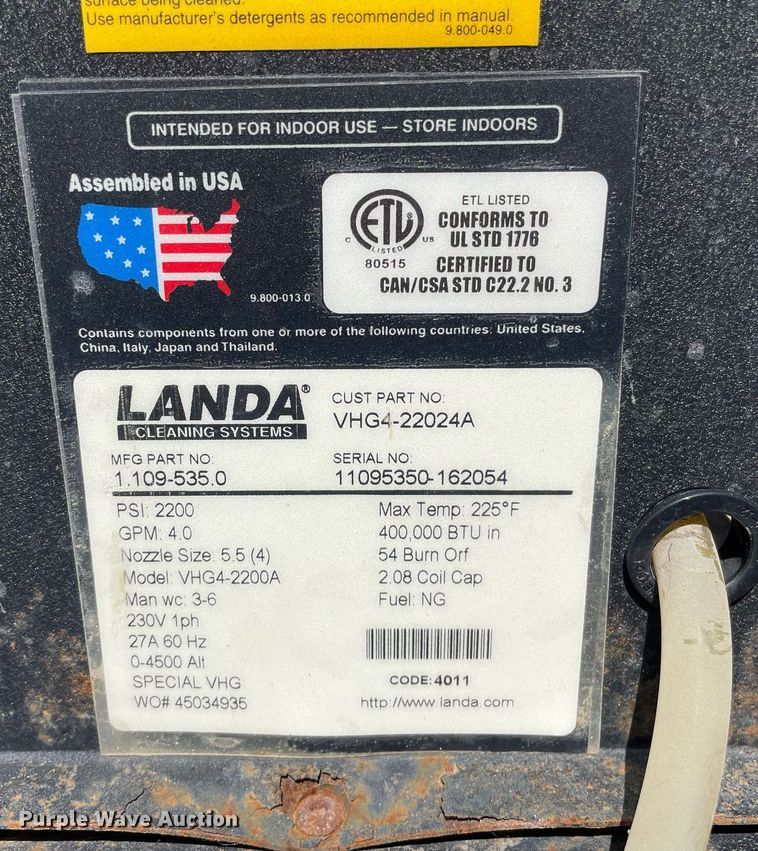 surface being cleaned.
Use manufacturer's detergents as recommended in manual.
9.800-049.0
INTENDED FOR INDOOR USE — STORE INDOORS
Assembled in USA
9.800-013.0
ETL LISTED
CONFORMS TO
UL STD 1776
CERTIFIED TO
CAN/CSA STD C22.2 NO. 3
ETL
LISTED
C US
80515
Contains components from one or more of the following countries: United States,
China, Italy, Japan and Thailand.
LANDA®
CLEANING SYSTEMS
CUST PART NO:
VHG4-22024A
MFG PART NO:
1.109-535.0
SERIAL NO:
11095350-162054
PSI: 2200
GPM: 4.0
Nozzle Size: 5.5 (4)
Model: VHG4-2200A
Man wc: 3-6
230V 1ph
27A 60 Hz
0-4500 Alt
SPECIAL VHG
WO# 45034935
Max Temp: 225°F
400,000 BTU in
54 Burn Orf
2.08 Coil Cap
Fuel: NG
CODE: 4011
http://www.landa.com
Purple Wave Auction